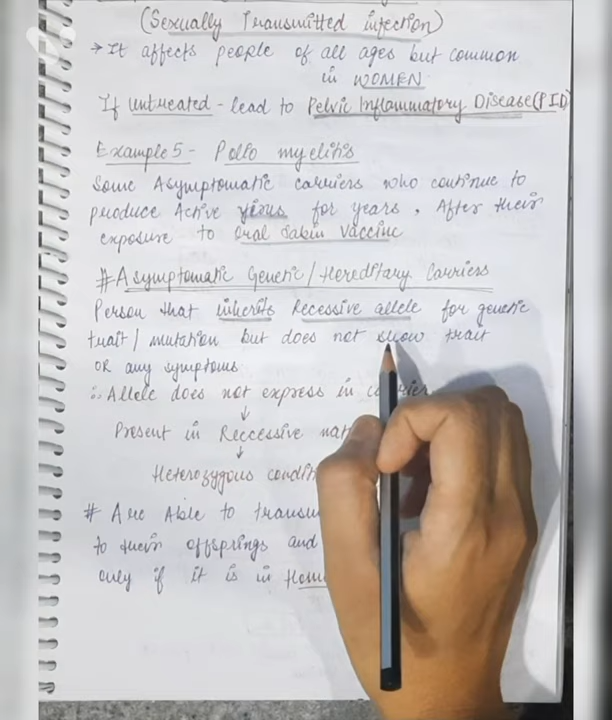 (Sexually Transmitted infection)
→ It affects people of all ages but common
in WOMEN
If untreated - lead to Pelvic Inflammatory Disease (PID)
Example 5 - Polio myelitis
Some Asymptomatic carriers who continue to
produce Active virus for years, After their
exposure to Oral Sabin Vaccine
# Asymptomatic Genetic / Hereditary Carriers
Person that inherits Recessive allele for genetic
trait / mutation but does not show trait
OR any symptoms
∴ Allele does not express in carrier
↓
Present in Reccessive
↓
Heterozygous
# Are Able to
to their offsprings and
only if it is in